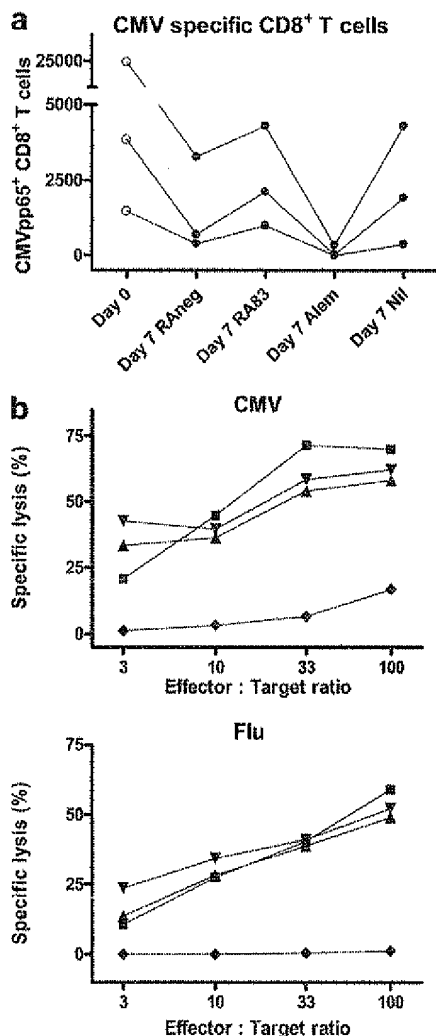 a
CMV specific CD8⁺ T cells
CMVpp65⁺ CD8⁺ T cells
25000
5000
2500
0
Day 0
Day 7 RAneg
Day 7 RA83
Day 7 Alem
Day 7 Nil
b
CMV
Specific lysis (%)
75
50
25
0
3 10 33 100
Effector : Target ratio
Flu
Specific lysis (%)
75
50
25
0
3 10 33 100
Effector : Target ratio